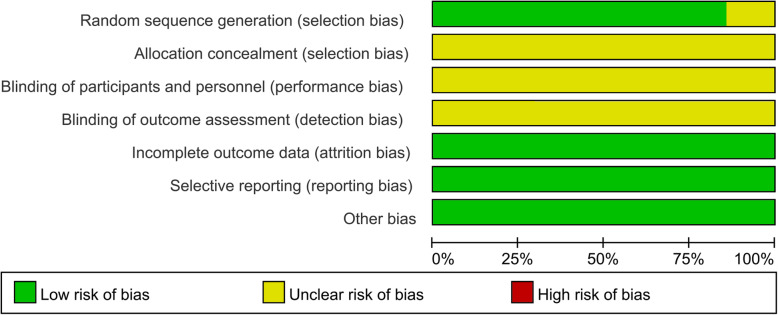 Random sequence generation (selection bias)
Allocation concealment (selection bias)
Blinding of participants and personnel (performance bias)
Blinding of outcome assessment (detection bias)
Incomplete outcome data (attrition bias)
Selective reporting (reporting bias)
Other bias
0% 25% 50% 75% 100%
Low risk of bias Unclear risk of bias High risk of bias